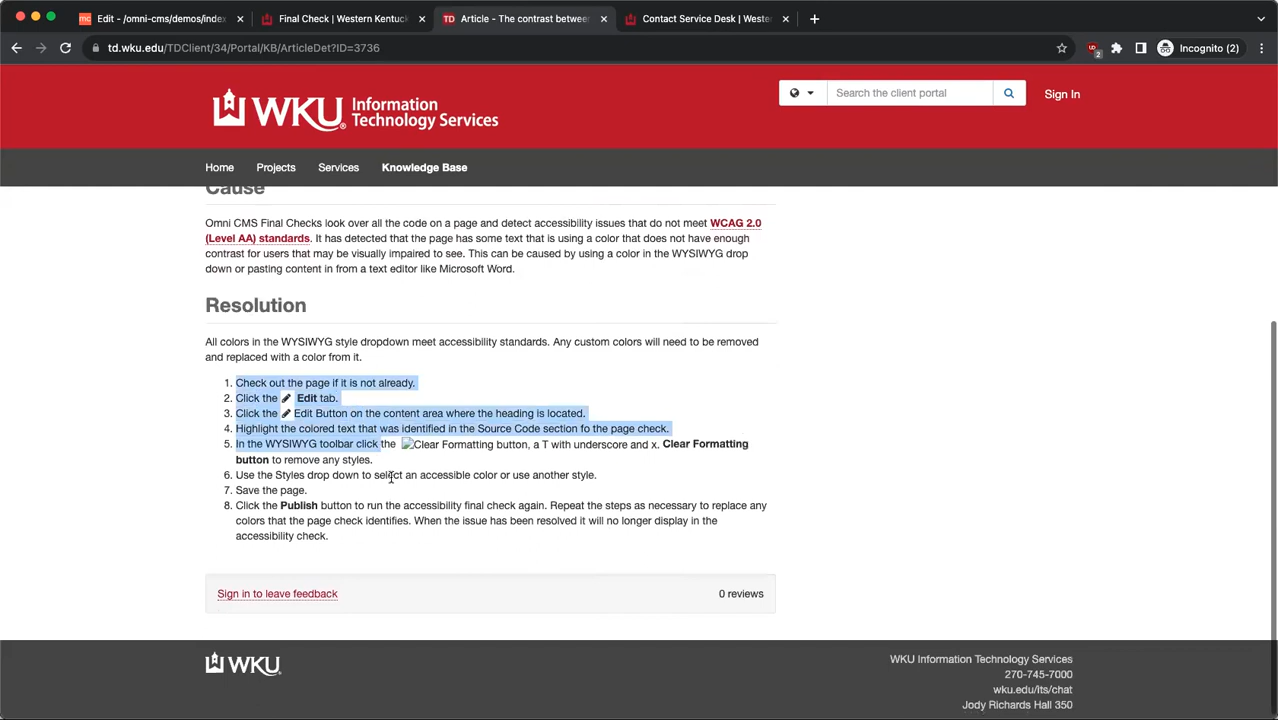 Edit - /omni-cms/demos/index
Final Check | Western Kentuck
TD Article - The contrast betwee
Contact Service Desk | Weste
td.wku.edu/TDClient/34/Portal/KB/ArticleDet?ID=3736
2
Incognito (2)
WKU. Information Technology Services
Search the client portal
Sign In
Home Projects Services Knowledge Base
Cause
Omni CMS Final Checks look over all the code on a page and detect accessibility issues that do not meet WCAG 2.0
(Level AA) standards. It has detected that the page has some text that is using a color that does not have enough
contrast for users that may be visually impaired to see. This can be caused by using a color in the WYSIWYG drop
down or pasting content in from a text editor like Microsoft Word.
Resolution
All colors in the WYSIWYG style dropdown meet accessibility standards. Any custom colors will need to be removed
and replaced with a color from it.
1. Check out the page if it is not already.
2. Click the Edit tab.
3. Click the Edit Button on the content area where the heading is located.
4. Highlight the colored text that was identified in the Source Code section fo the page check.
5. In the WYSIWYG toolbar click the Clear Formatting button, a T with underscore and x. Clear Formatting
button to remove any styles.
6. Use the Styles drop down to select an accessible color or use another style.
7. Save the page.
8. Click the Publish button to run the accessibility final check again. Repeat the steps as necessary to replace any
colors that the page check identifies. When the issue has been resolved it will no longer display in the
accessibility check.
Sign in to leave feedback
0 reviews
WKU.
WKU Information Technology Services
270-745-7000
wku.edu/its/chat
Jody Richards Hall 350